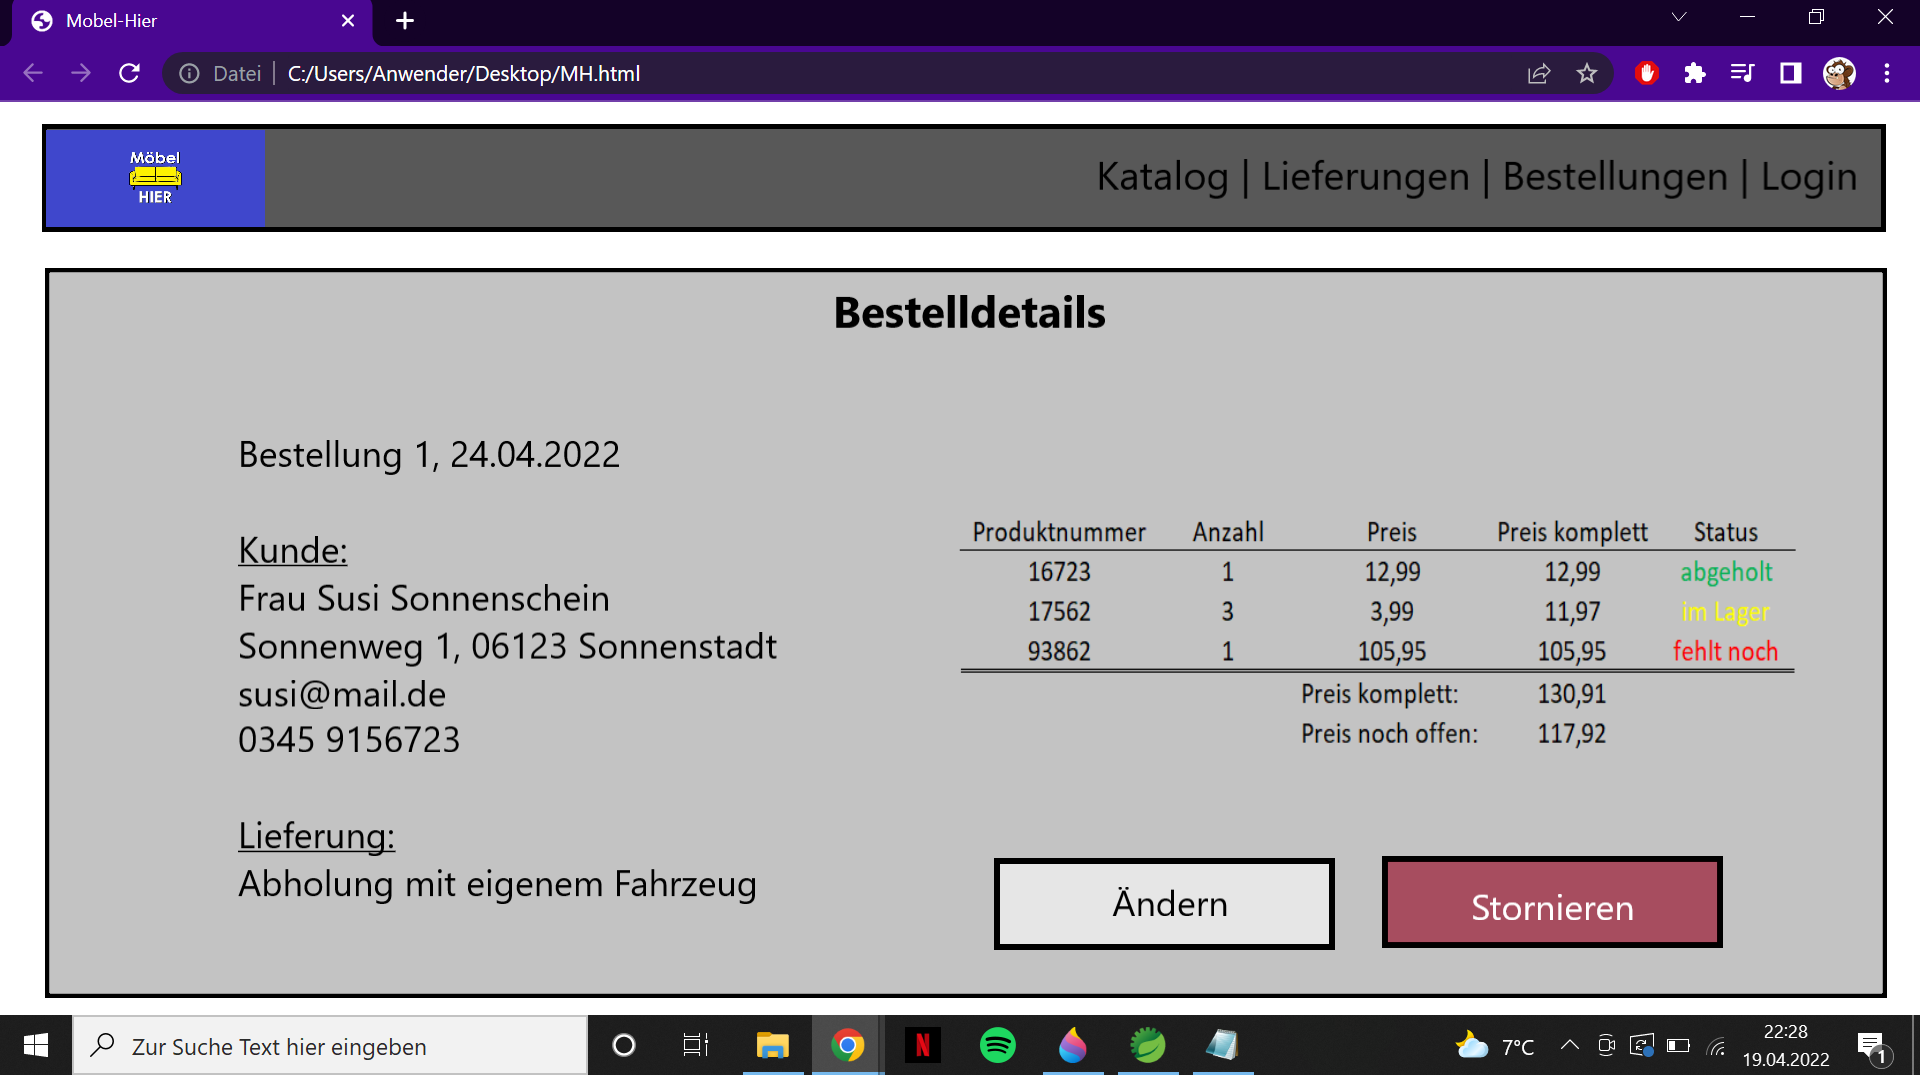 Mobel-Hier
Datei | C:/Users/Anwender/Desktop/MH.html
Möbel
HIER
Katalog | Lieferungen | Bestellungen | Login
Bestelldetails
Bestellung 1, 24.04.2022
Kunde:
Frau Susi Sonnenschein
Sonnenweg 1, 06123 Sonnenstadt
susi@mail.de
0345 9156723
Lieferung:
Abholung mit eigenem Fahrzeug
Produktnummer Anzahl Preis Preis komplett Status
16723 1 12,99 12,99 abgeholt
17562 3 3,99 11,97 im Lager
93862 1 105,95 105,95 fehlt noch
Preis komplett: 130,91
Preis noch offen: 117,92
Ändern
Stornieren
Zur Suche Text hier eingeben
N
7°C
22:28
19.04.2022
1